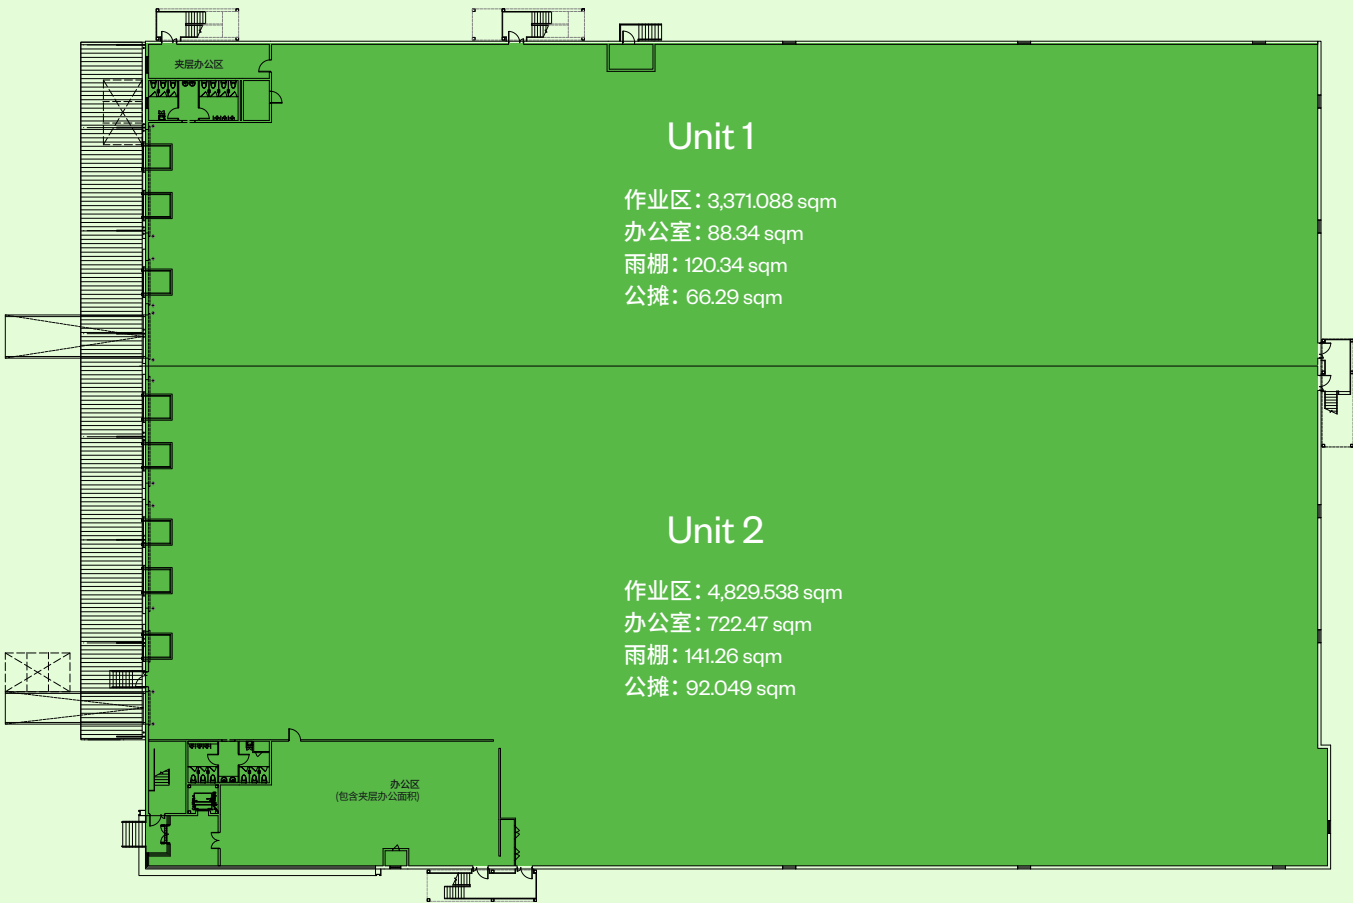 夹层办公区
Unit 1
作业区：3,371.088 sqm
办公室：88.34 sqm
雨棚：120.34 sqm
公摊：66.29 sqm
Unit 2
作业区：4,829.538 sqm
办公室：722.47 sqm
雨棚：141.26 sqm
公摊：92.049 sqm
办公区
(包含夹层办公面积)